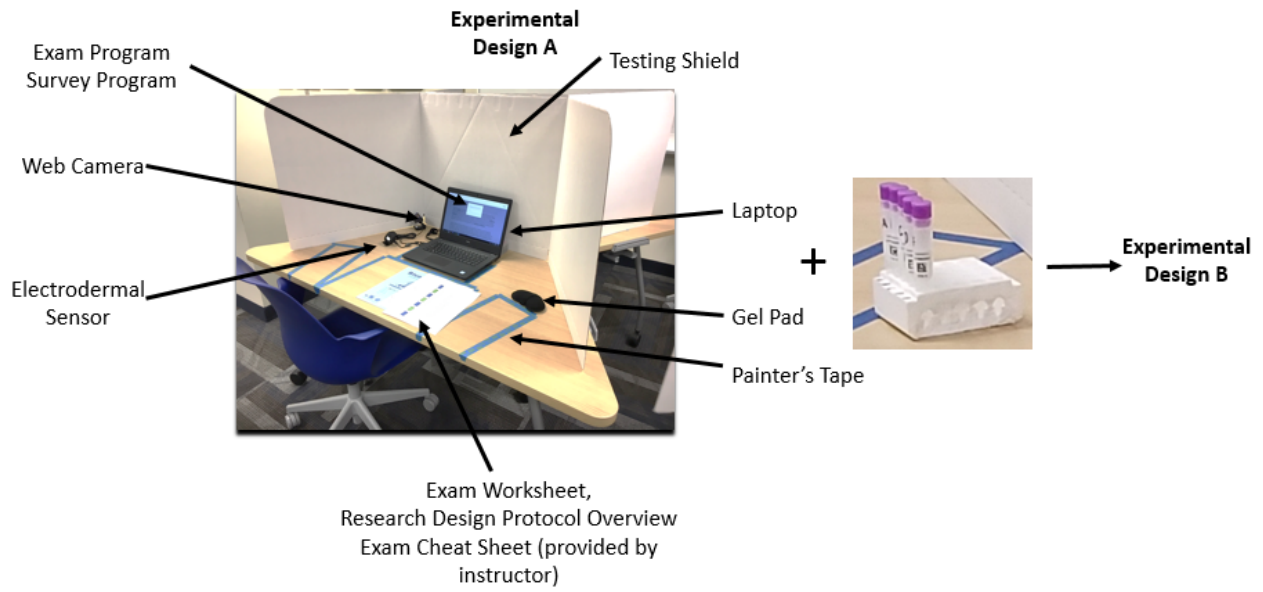 Experimental
Design A
Exam Program
Survey Program
Testing Shield
Web Camera
Laptop
Experimental
Design B
+
Electrodermal
Sensor
Gel Pad
Painter's Tape
Exam Worksheet,
Research Design Protocol Overview
Exam Cheat Sheet (provided by
instructor)